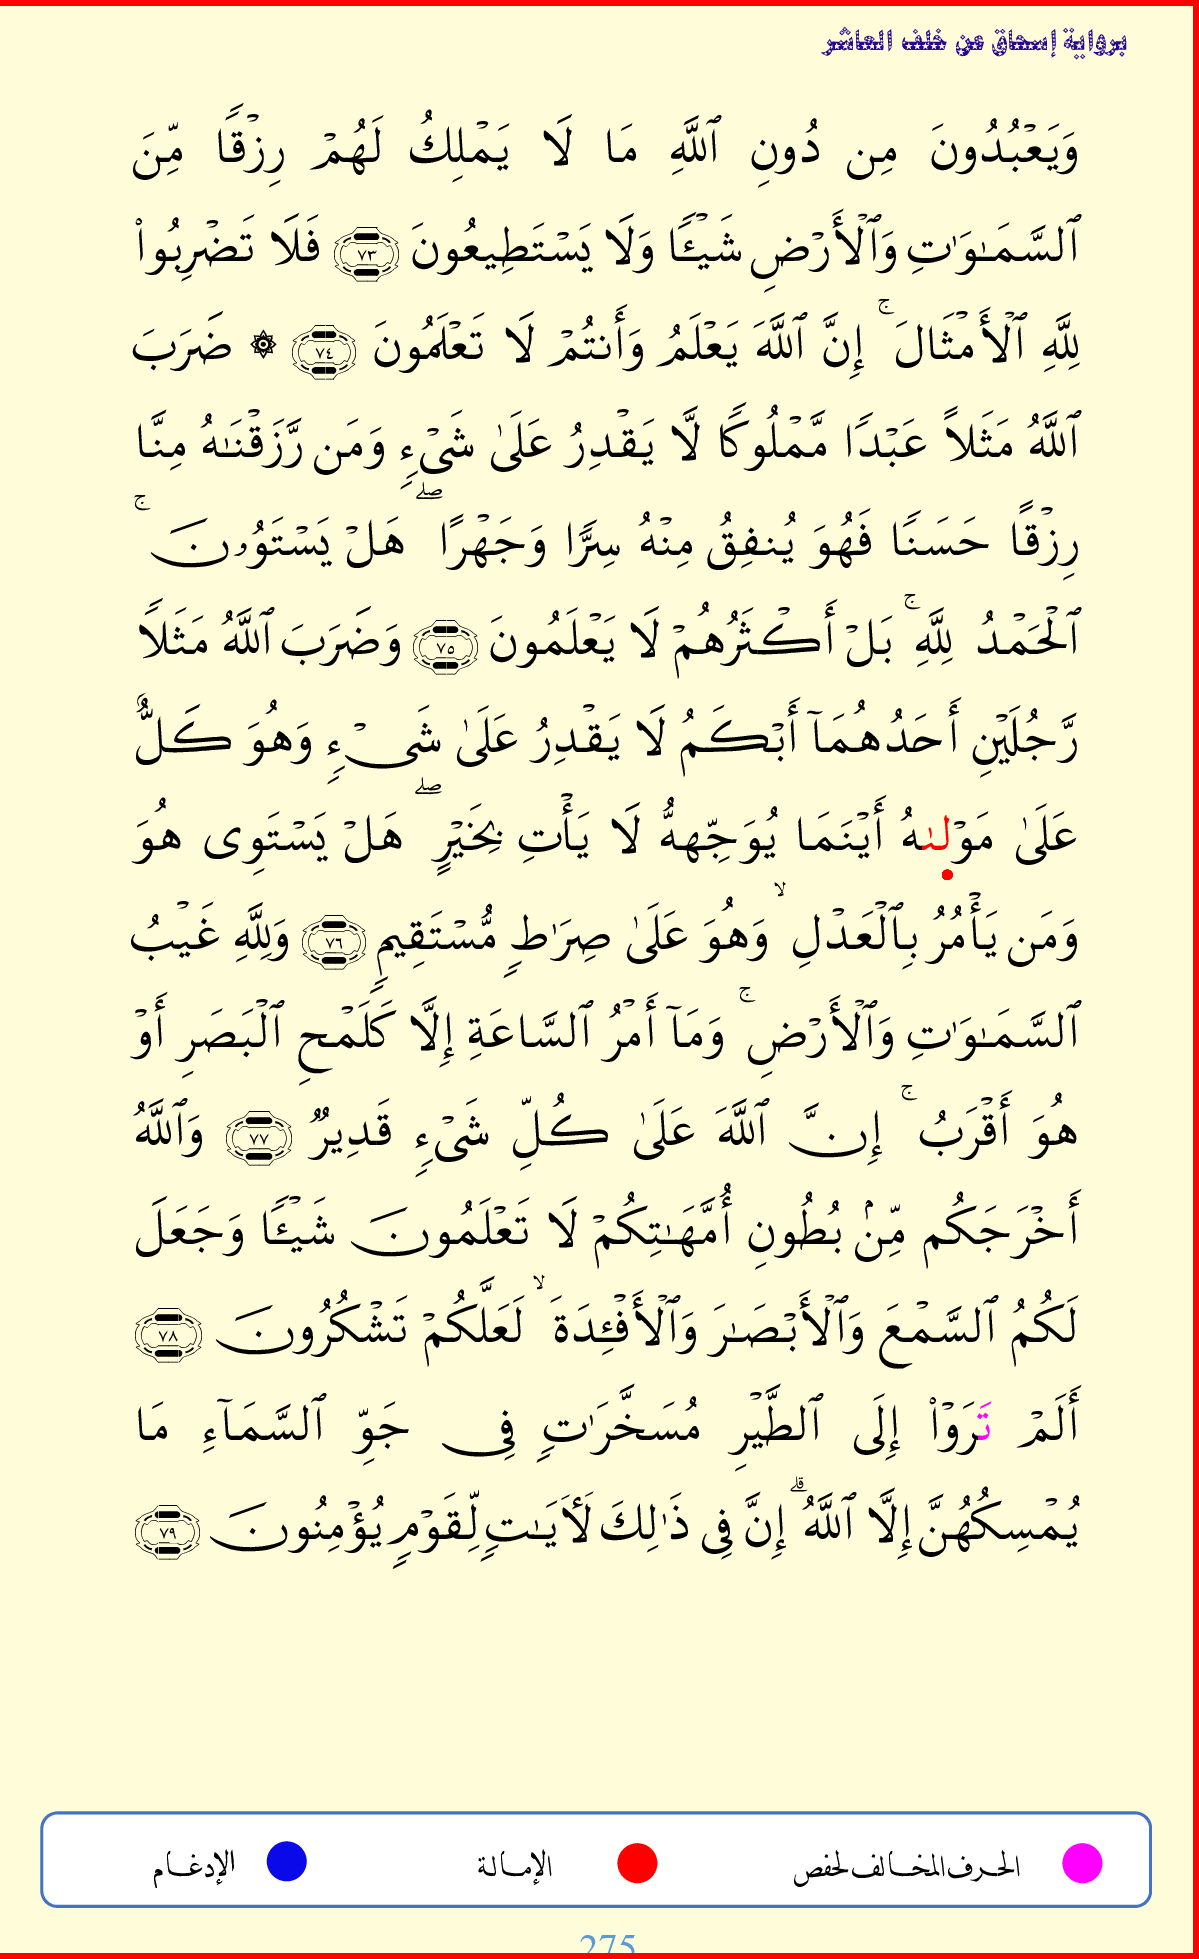 برواية إسحاق عن خلف العاشر
وَيَعۡبُدُونَ مِن دُونِ ٱللَّهِ مَا لَا يَمۡلِكُ لَهُمۡ رِزۡقٗا مِّنَ
ٱلسَّمَٰوَٰتِ وَٱلۡأَرۡضِ شَيۡـٔٗا وَلَا يَسۡتَطِيعُونَ ٧٣ فَلَا تَضۡرِبُواْ
لِلَّهِ ٱلۡأَمۡثَالَۚ إِنَّ ٱللَّهَ يَعۡلَمُ وَأَنتُمۡ لَا تَعۡلَمُونَ ٧٤ ۞ ضَرَبَ
ٱللَّهُ مَثَلًا عَبۡدٗا مَّمۡلُوكٗا لَّا يَقۡدِرُ عَلَىٰ شَيۡءٖ وَمَن رَّزَقۡنَٰهُ مِنَّا
رِزۡقًا حَسَنٗا فَهُوَ يُنفِقُ مِنۡهُ سِرّٗا وَجَهۡرًاۖ هَلۡ يَسۡتَوُۥنَۚ
ٱلۡحَمۡدُ لِلَّهِۚ بَلۡ أَكۡثَرُهُمۡ لَا يَعۡلَمُونَ ٧٥ وَضَرَبَ ٱللَّهُ مَثَلٗا
رَّجُلَيۡنِ أَحَدُهُمَآ أَبۡكَمُ لَا يَقۡدِرُ عَلَىٰ شَيۡءٖ وَهُوَ كَلٌّ
عَلَىٰ مَوۡلَىٰهُ أَيۡنَمَا يُوَجِّههُّ لَا يَأۡتِ بِخَيۡرٍۖ هَلۡ يَسۡتَوِي هُوَ
وَمَن يَأۡمُرُ بِٱلۡعَدۡلِۙ وَهُوَ عَلَىٰ صِرَٰطٖ مُّسۡتَقِيمٖ ٧٦ وَلِلَّهِ غَيۡبُ
ٱلسَّمَٰوَٰتِ وَٱلۡأَرۡضِۚ وَمَآ أَمۡرُ ٱلسَّاعَةِ إِلَّا كَلَمۡحِ ٱلۡبَصَرِ أَوۡ
هُوَ أَقۡرَبُۚ إِنَّ ٱللَّهَ عَلَىٰ كُلِّ شَيۡءٖ قَدِيرٞ ٧٧ وَٱللَّهُ
أَخۡرَجَكُم مِّنۢ بُطُونِ أُمَّهَٰتِكُمۡ لَا تَعۡلَمُونَ شَيۡـٔٗا وَجَعَلَ
لَكُمُ ٱلسَّمۡعَ وَٱلۡأَبۡصَٰرَ وَٱلۡأَفۡـِٔدَةَۙ لَعَلَّكُمۡ تَشۡكُرُونَ ٧٨
أَلَمۡ تَرَوۡاْ إِلَى ٱلطَّيۡرِ مُسَخَّرَٰتٖ فِي جَوِّ ٱلسَّمَآءِ مَا
يُمۡسِكُهُنَّ إِلَّا ٱللَّهُۗ إِنَّ فِي ذَٰلِكَ لَأٓيَٰتٖ لِّقَوۡمٖ يُؤۡمِنُونَ ٧٩
الحرف المخالف لحفص الإمالة الإدغام
275